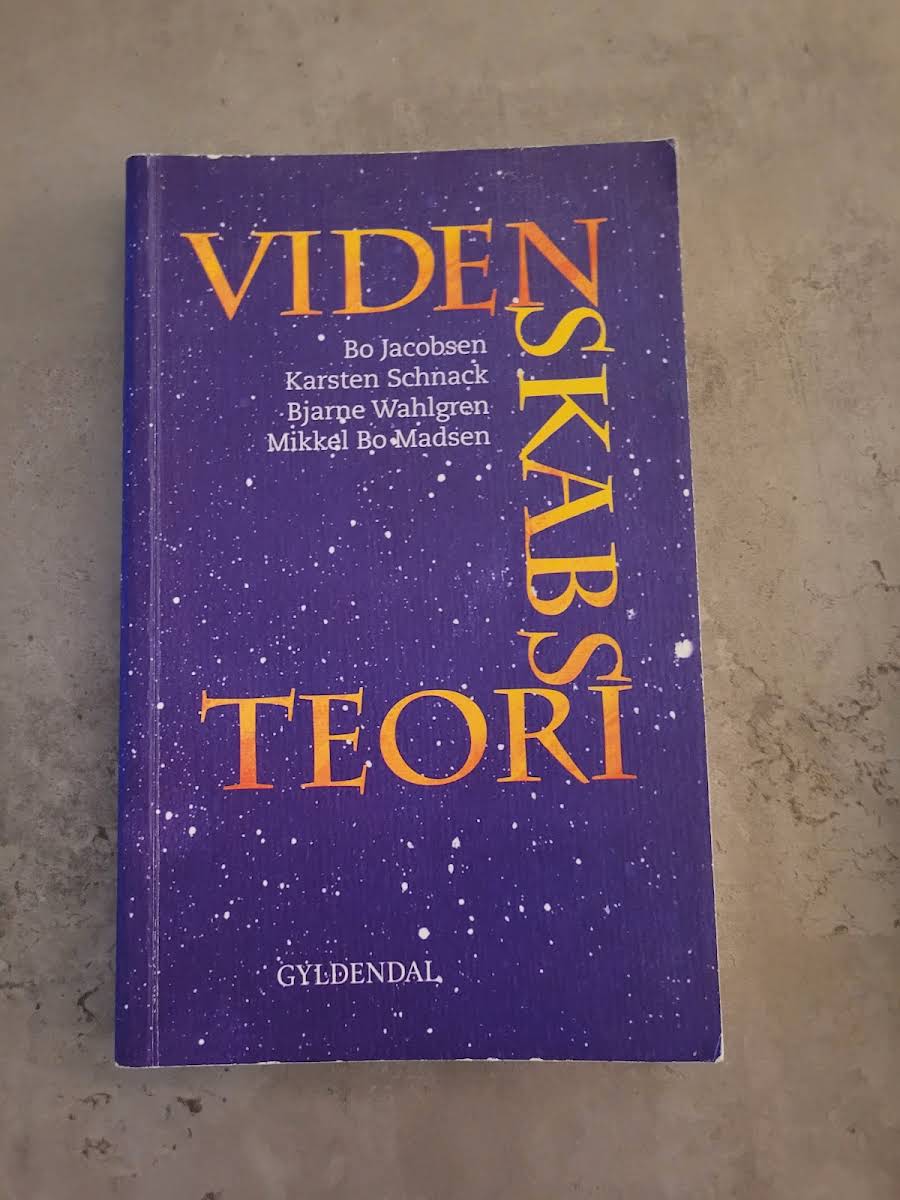 VIDEN
SKABS
TEORI
Bo Jacobsen
Karsten Schnack
Bjarne Wahlgren
Mikkel Bo Madsen
GYLDENDAL